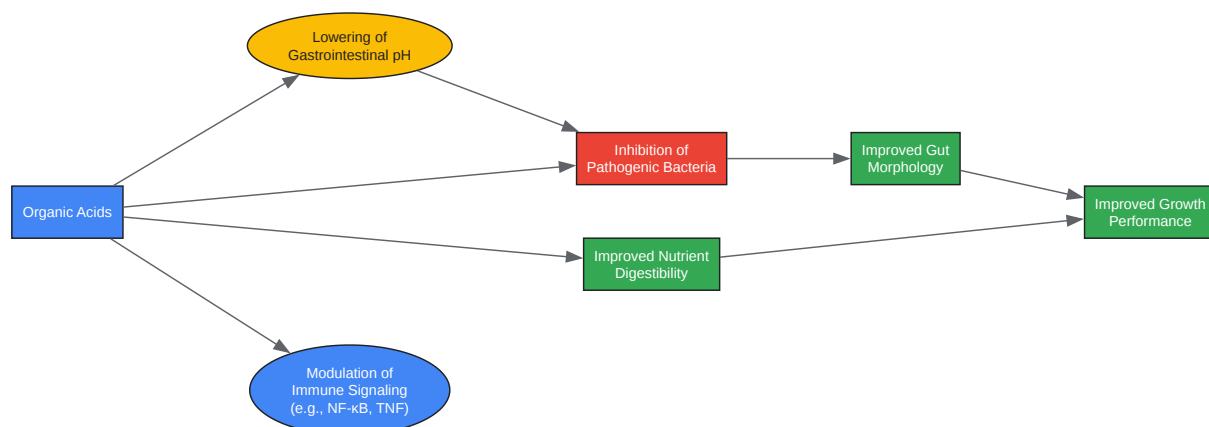 Lowering of
Gastrointestinal pH
Inhibition of
Pathogenic Bacteria
Improved Gut
Morphology
Organic Acids
Improved Growth
Performance
Improved Nutrient
Digestibility
Modulation of
Immune Signaling
(e.g., NF-κB, TNF)